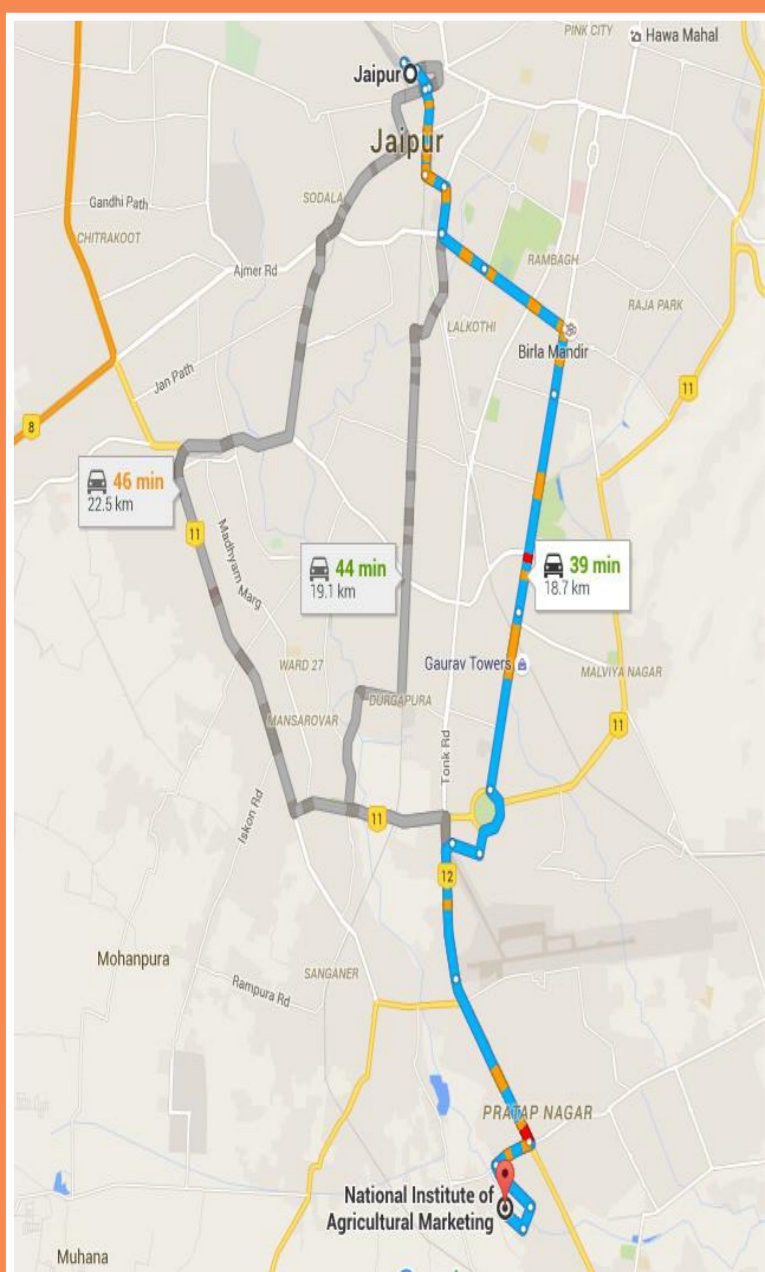 PINK CITY
Hawa Mahal
Jaipur
Jaipur
SODALA
Gandhi Path
CHITRAKOOT
Ajmer Rd
RAMBAGH
RAJA PARK
LALKOTHI
Birla Mandir
Jan Path
11
8
46 min
22.5 km
11
Madhyam Marg
44 min
19.1 km
39 min
18.7 km
WARD 27
Gaurav Towers
MALVIYA NAGAR
DURGAPURA
MANSAROVAR
11
Tonk Rd
Iskon Rd
11
12
Mohanpura
SANGANER
Rampura Rd
PRATAP NAGAR
National Institute of
Agricultural Marketing
Muhana